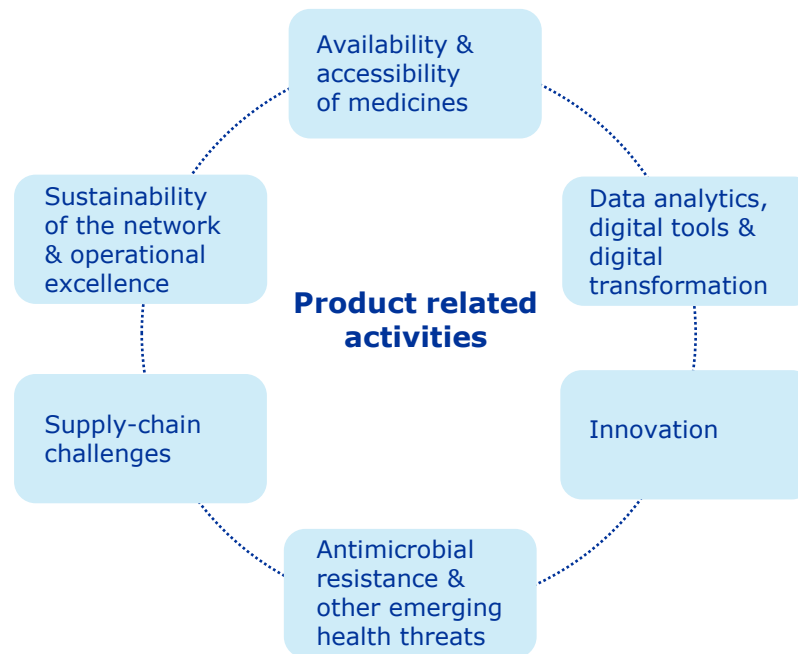 Availability &
accessibility
of medicines
Data analytics,
digital tools &
digital
transformation
Innovation
Antimicrobial
resistance &
other emerging
health threats
Supply-chain
challenges
Sustainability
of the network
& operational
excellence
Product related
activities